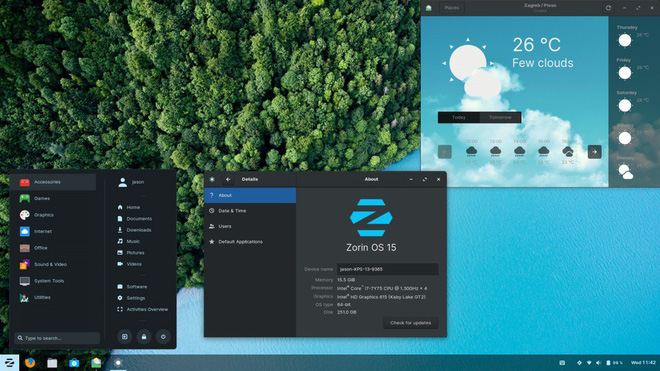 Zagreb / Pleso
Places
26 °C
Few clouds
Today
Tomorrow
Thursday
26 °C
Friday
Saturday
Accessories
Games
Graphics
Internet
Office
Sound & Video
System Tools
Utilities
Type to search...
jason
Home
Documents
Downloads
Music
Pictures
Videos
Software
Settings
Activities Overview
Details
About
About
Date & Time
Users
Default Applications
Zorin OS 15
Device name jason-XPS-13-9365
Memory 15.5 GiB
Processor Intel® Core™ i7-7Y75 CPU @ 1.30GHz × 4
Graphics Intel® HD Graphics 615 (Kaby Lake GT2)
OS type 64-bit
Disk 251.0 GB
Check for updates
Wed 11:42